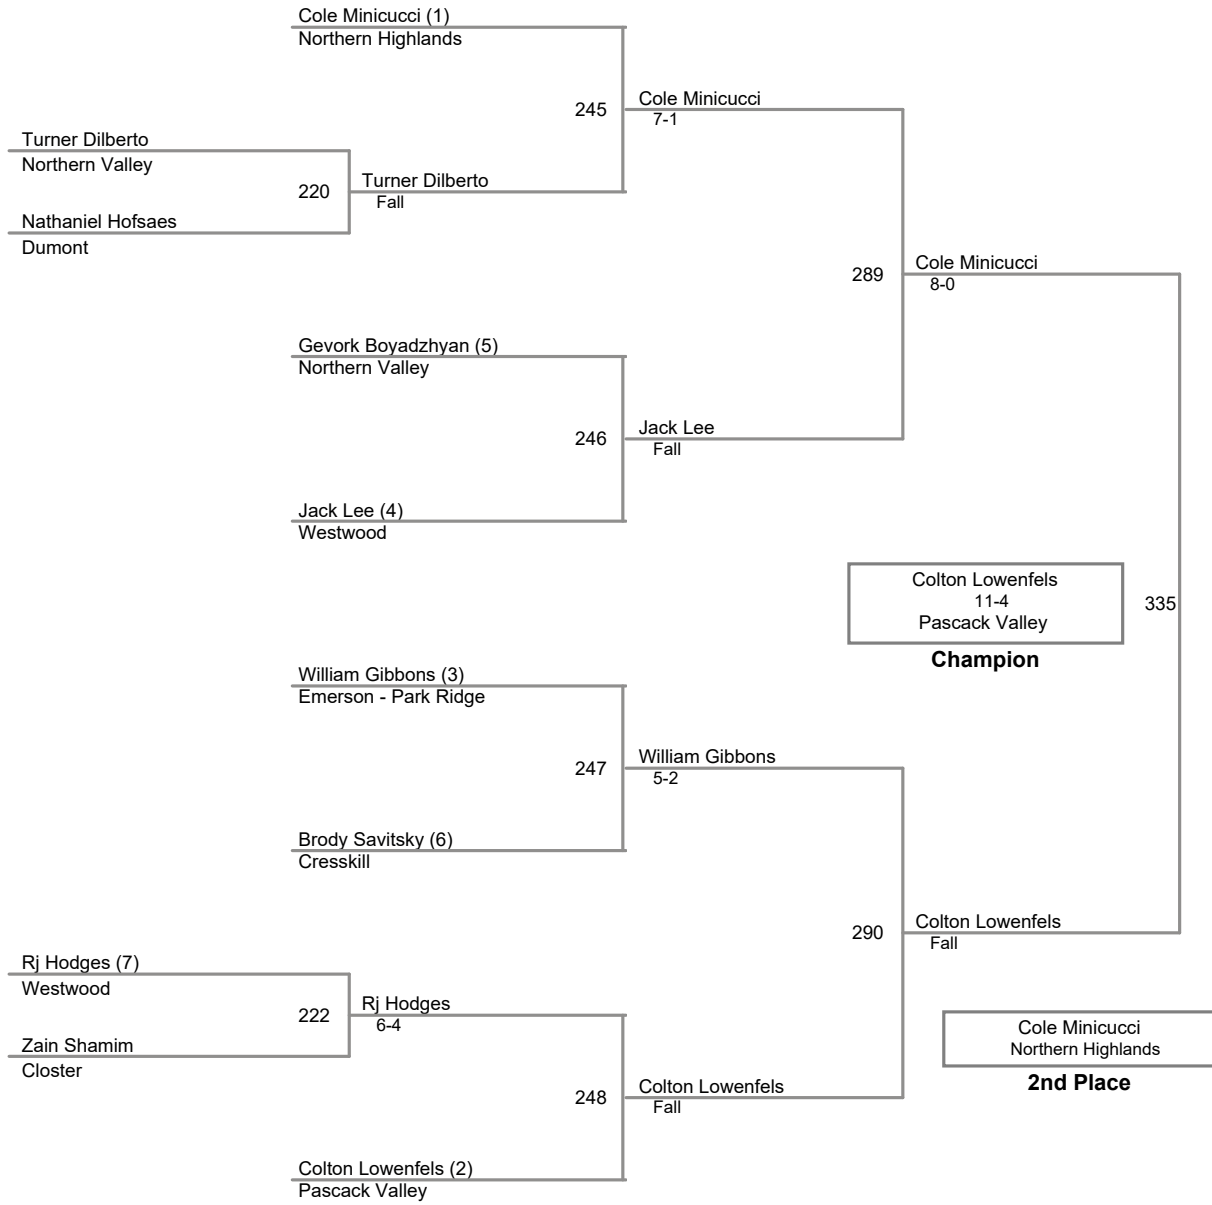 Cole Minicucci (1)
Northern Highlands
245
Cole Minicucci
7-1
Turner Dilberto
Northern Valley
220
Turner Dilberto
Fall
Nathaniel Hofsaes
Dumont
289
Cole Minicucci
8-0
Gevork Boyadzhyan (5)
Northern Valley
246
Jack Lee
Fall
Jack Lee (4)
Westwood
Colton Lowenfels
11-4
Pascack Valley
335
Champion
William Gibbons (3)
Emerson - Park Ridge
247
William Gibbons
5-2
Brody Savitsky (6)
Cresskill
290
Colton Lowenfels
Fall
Rj Hodges (7)
Westwood
222
Rj Hodges
6-4
Zain Shamim
Closter
Cole Minicucci
Northern Highlands
2nd Place
248
Colton Lowenfels
Fall
Colton Lowenfels (2)
Pascack Valley